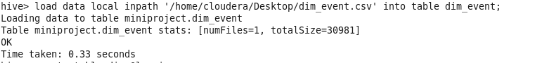 hive> load data local inpath '/home/cloudera/Desktop/dim_event.csv' into table dim_event;
Loading data to table miniproject.dim_event
Table miniproject.dim_event stats: [numFiles=1, totalSize=30981]
OK
Time taken: 0.33 seconds